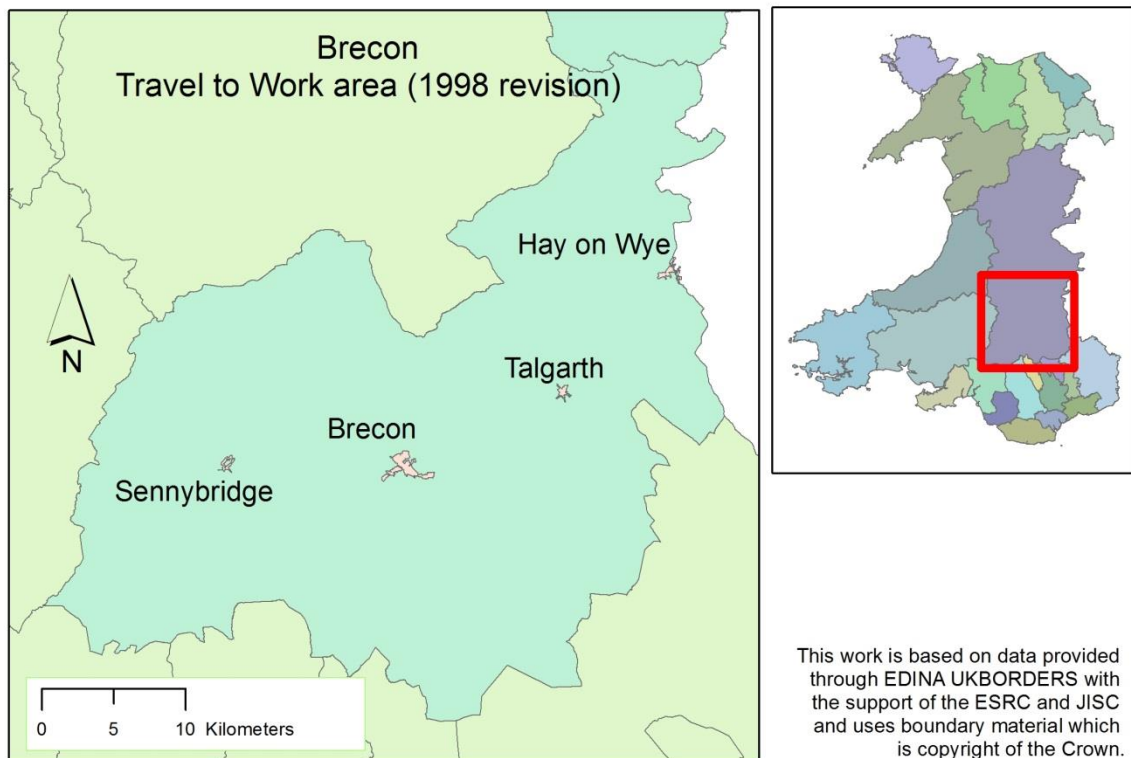 Brecon
Travel to Work area (1998 revision)
Hay on Wye
Talgarth
Brecon
Sennybridge
N
0 5 10 Kilometers
This work is based on data provided
through EDINA UKBORDERS with
the support of the ESRC and JISC
and uses boundary material which
is copyright of the Crown.